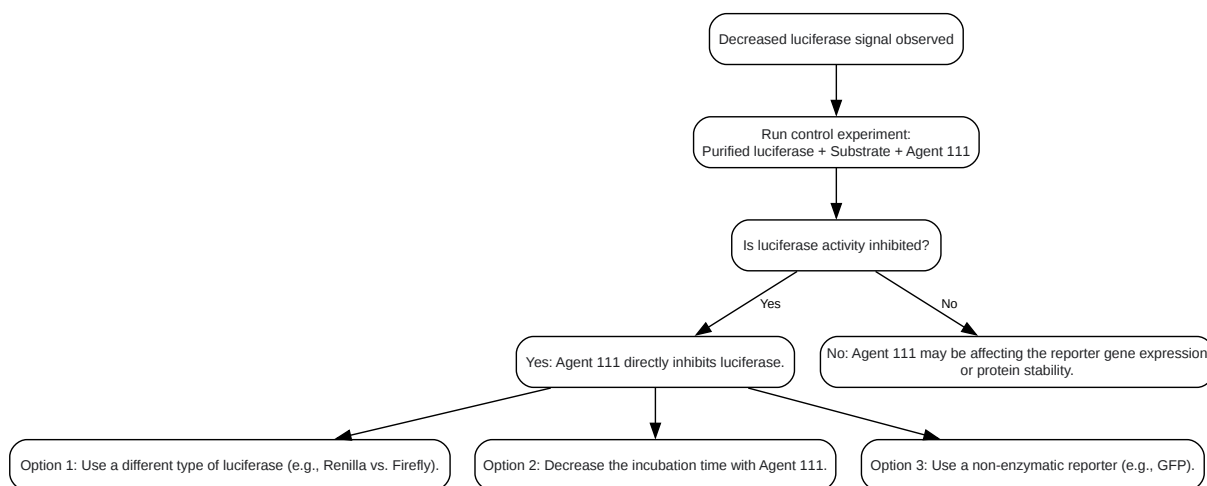 Decreased luciferase signal observed
Run control experiment:
Purified luciferase + Substrate + Agent 111
Is luciferase activity inhibited?
Yes
No
Yes: Agent 111 directly inhibits luciferase.
No: Agent 111 may be affecting the reporter gene expression
or protein stability.
Option 1: Use a different type of luciferase (e.g., Renilla vs. Firefly).
Option 2: Decrease the incubation time with Agent 111.
Option 3: Use a non-enzymatic reporter (e.g., GFP).